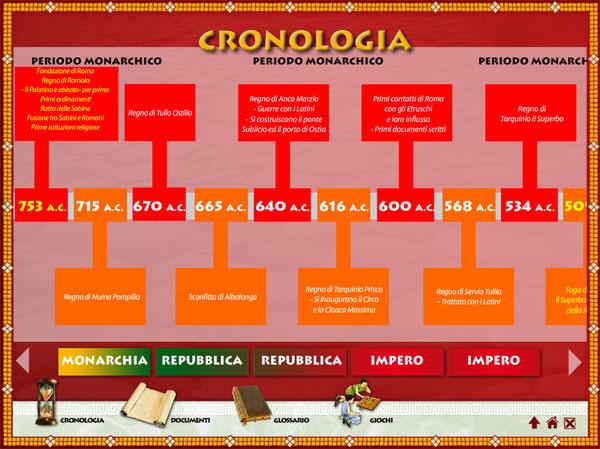 CRONOLOGIA
PERIODO MONARCHICO
PERIODO MONARCHICO
PERIODO MONARCH
Fondazione di Roma
Regno di Romolo
- Il Palatino è abitato- per primo
Primi ordinamenti
Ratto delle Sabine
Fusione tra Sabini e Romani
Prime istituzioni religiose
Regno di Tullo Ostilio
Regno di Anco Marzio
- Guerre con i Latini
- Si costruiscono il ponte
Sublicio ed il porto di Ostia
Primi contatti di Roma
con gli Etruschi
e loro influsso
- Primi documenti scritti
Regno di
Tarquinio il Superbo
753 A.C.
715 A.C.
670 A.C.
665 A.C.
640 A.C.
616 A.C.
600 A.C.
568 A.C.
534 A.C.
50
Regno di Numa Pompilio
Sconfitta di Albalonga
Regno di Tarquinio Prisco
- Si inaugurano il Circo
e la Cloaca Massima
Regno di Servio Tullio
- Trattato con i Latini
Fuga d
il Superbo
della R
MONARCHIA
REPUBBLICA
REPUBBLICA
IMPERO
IMPERO
CRONOLOGIA
DOCUMENTI
GLOSSARIO
GIOCHI